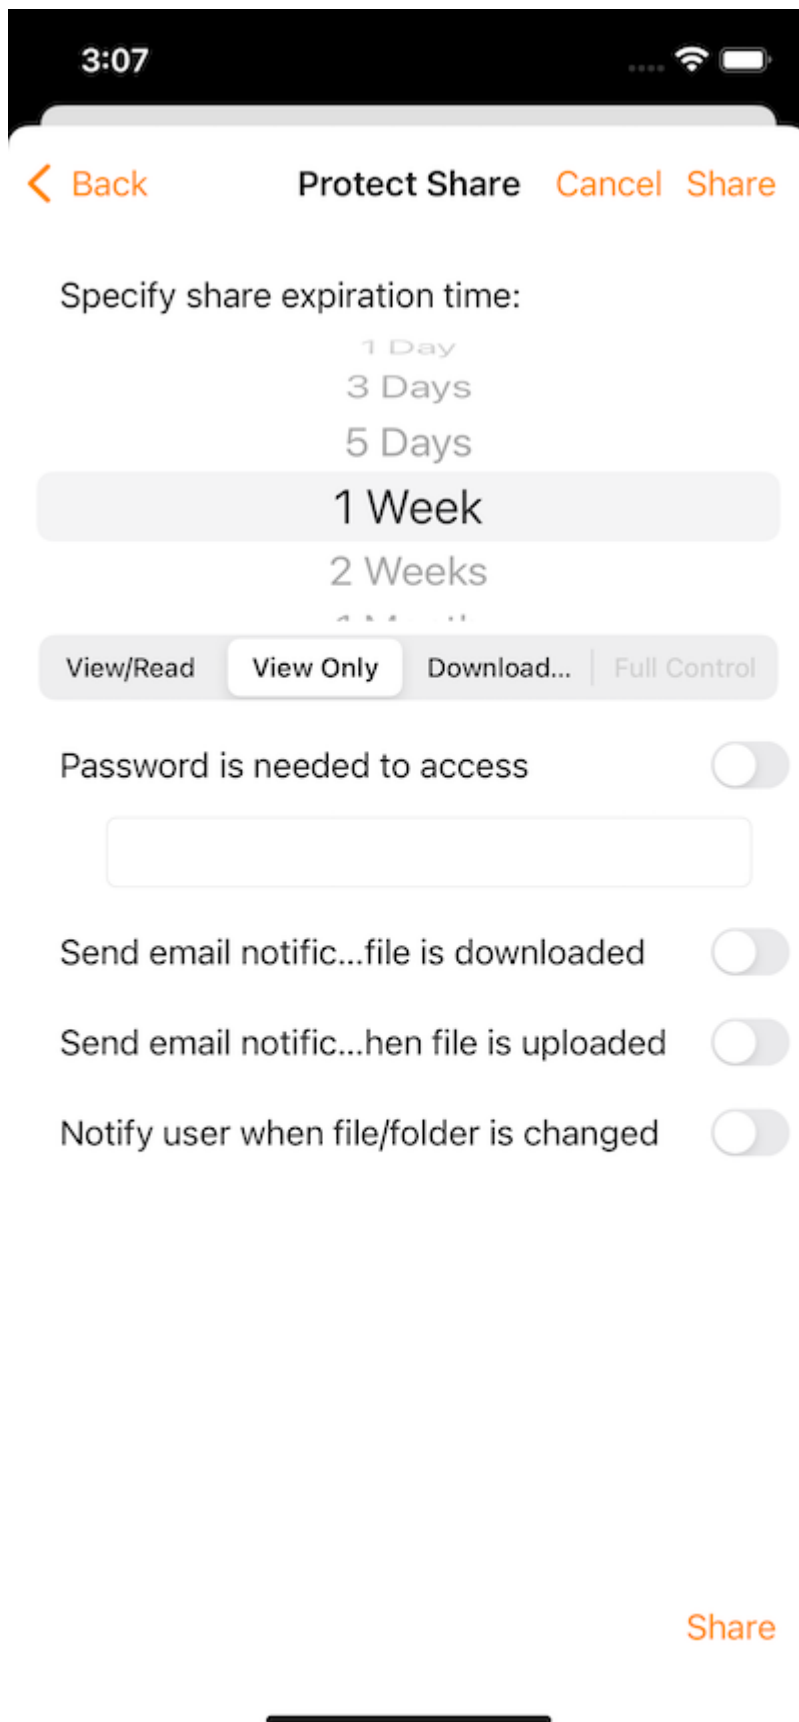 3:07
Back Protect Share Cancel Share
Specify share expiration time:
1 Day
3 Days
5 Days
1 Week
2 Weeks
View/Read View Only Download... Full Control
Password is needed to access
Send email notific...file is downloaded
Send email notific...hen file is uploaded
Notify user when file/folder is changed
Share